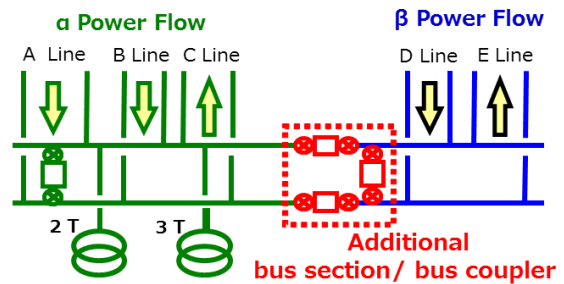 α Power Flow
β Power Flow
A Line
B Line
C Line
D Line
E Line
2 T
3 T
Additional
bus section/ bus coupler